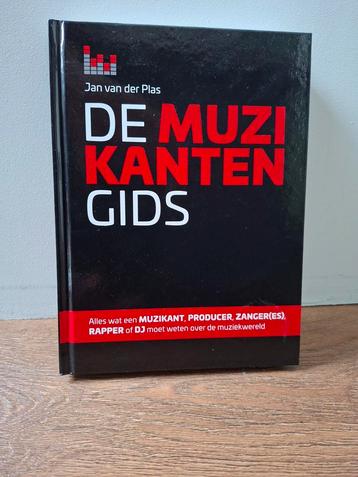 Jan van der Plas
DE MUZI
KANTEN
GIDS
Alles wat een MUZIKANT, PRODUCER, ZANGER(ES),
RAPPER of DJ moet weten over de muziekwereld